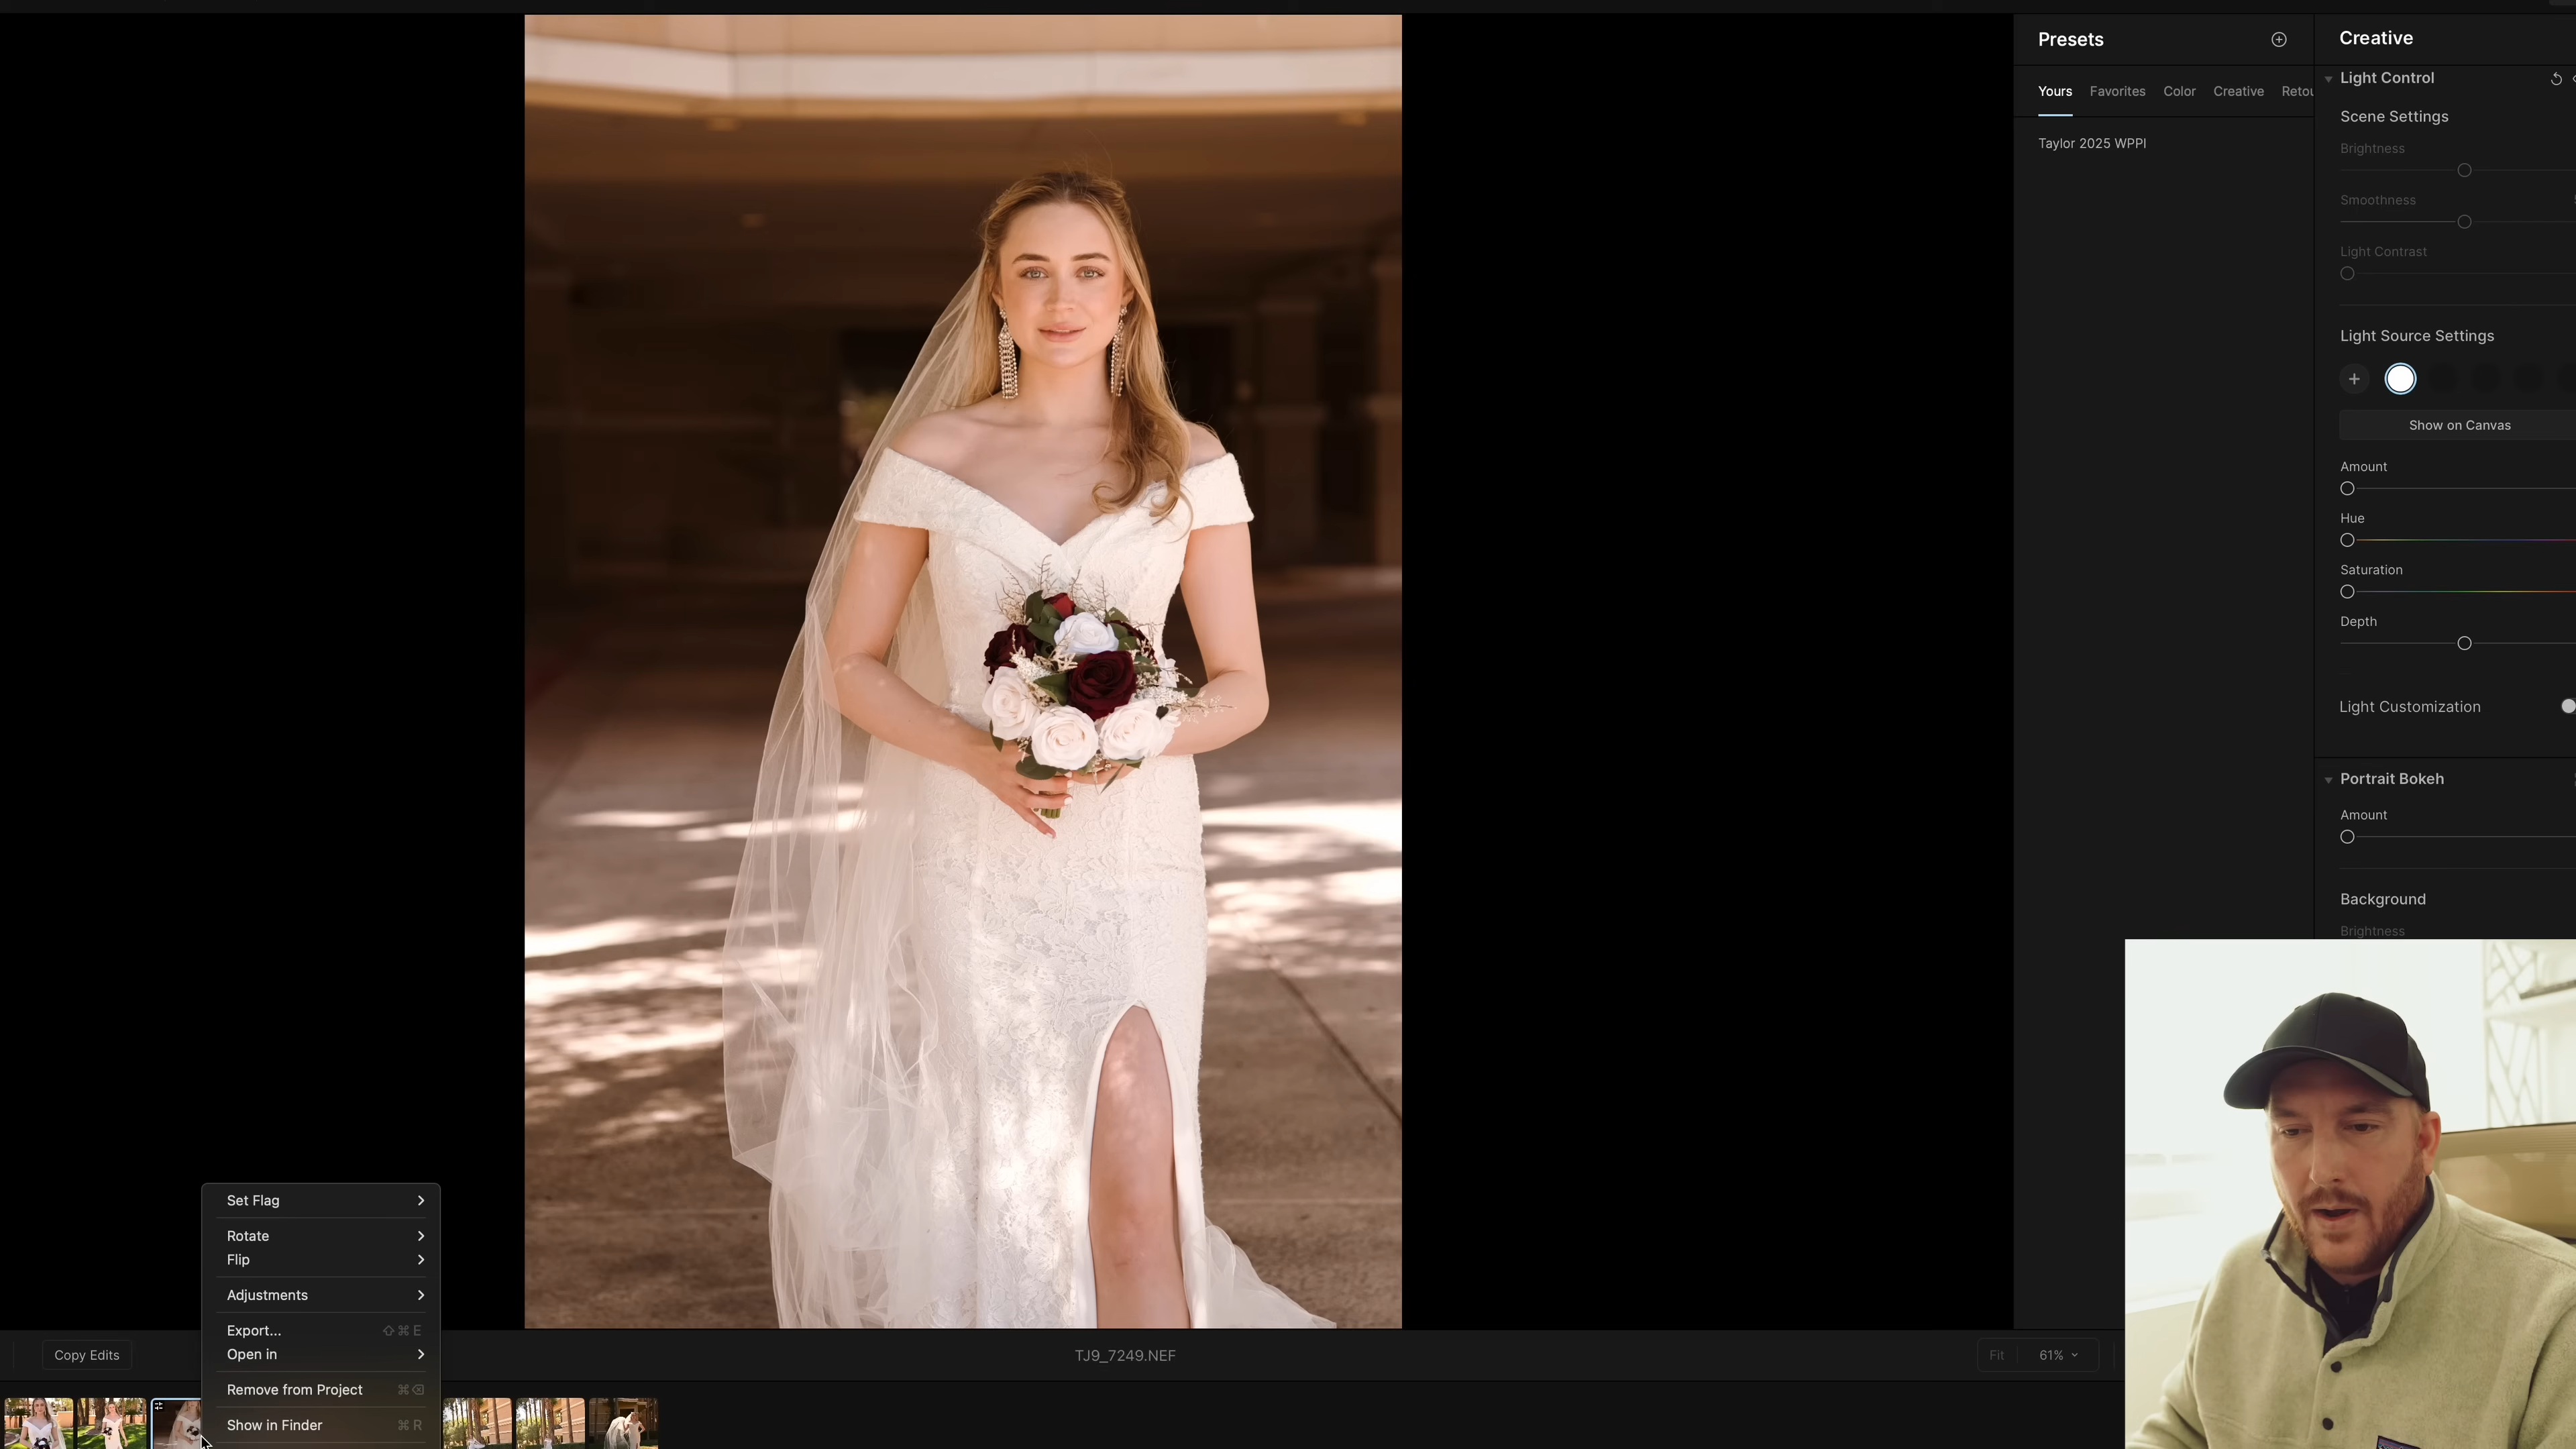 Presets
Yours Favorites Color Creative Retou
Taylor 2025 WPPI
Creative
Light Control
Scene Settings
Brightness
Smoothness
Light Contrast
Light Source Settings
Show on Canvas
Amount
Hue
Saturation
Depth
Light Customization
Portrait Bokeh
Amount
Background
Brightness
Set Flag
Rotate
Flip
Adjustments
Export... ⇧⌘E
Open in
Remove from Project ⌘⌫
Show in Finder ⌘R
Copy Edits
TJ9_7249.NEF
Fit 61%